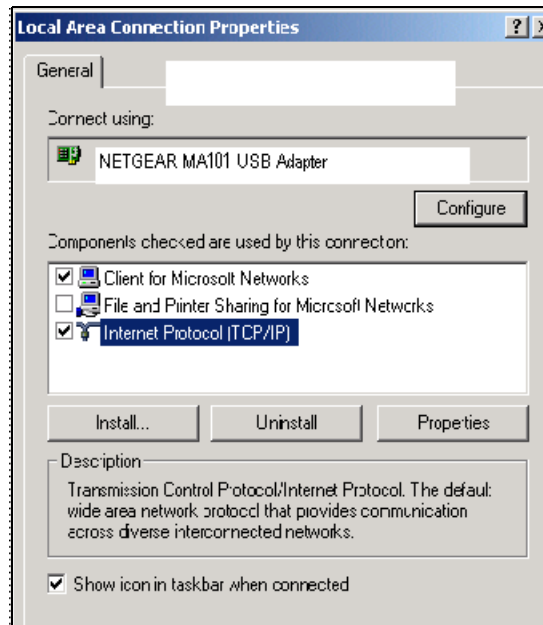 Local Area Connection Properties
General
Connect using:
NETGEAR MA101 USB Adapter
Configure
Components checked are used by this connection:
Client for Microsoft Networks
File and Printer Sharing for Microsoft Networks
Internet Protocol (TCP/IP)
Install... Uninstall Properties
Description
Transmission Control Protocol/Internet Protocol. The default
wide area network protocol that provides communication
across diverse interconnected networks.
Show icon in taskbar when connected